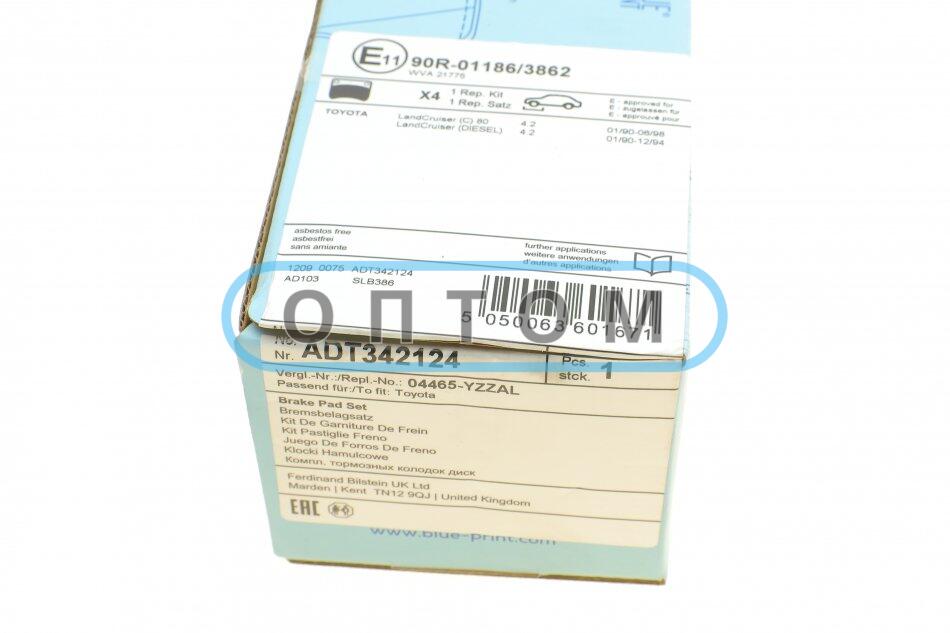 E11 90R-01186/3862
WVA 21776
X4 1 Rep. Kit
1 Rep. Satz
E - approved for
E - zugelassen für
E - approuvé pour
TOYOTA LandCruiser (C) 80 4.2 01/90-06/98
LandCruiser (DIESEL) 4.2 01/90-12/94
asbestos free
asbestfrei
sans amiante
further applications
weitere anwendungen
d'autres applications
1209 0075 ADT342124
AD103 SLB386
5 050063 601671
ОПТОМ
No.
Nr. ADT342124
Pcs.
stck. 1
Vergl.-Nr.:/Repl.-No.: 04465-YZZAL
Passend für:/To fit: Toyota
Brake Pad Set
Bremsbelagsatz
Kit De Garniture De Frein
Kit Pastiglie Freno
Juego De Forros De Freno
Klocki Hamulcowe
Компл. тормозных колодок диск
Ferdinand Bilstein UK Ltd
Marden | Kent TN12 9QJ | United Kingdom
EAC
www.blue-print.com